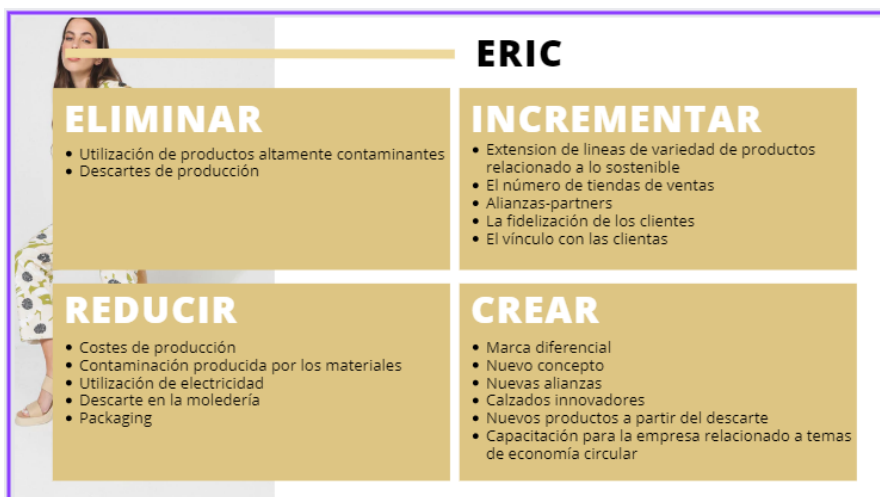 ERIC
ELIMINAR
• Utilización de productos altamente contaminantes
• Descartes de producción
INCREMENTAR
• Extension de lineas de variedad de productos
relacionado a lo sostenible
• El número de tiendas de ventas
• Alianzas-partners
• La fidelización de los clientes
• El vínculo con las clientas
REDUCIR
• Costes de producción
• Contaminación producida por los materiales
• Utilización de electricidad
• Descarte en la moledería
• Packaging
CREAR
• Marca diferencial
• Nuevo concepto
• Nuevas alianzas
• Calzados innovadores
• Nuevos productos a partir del descarte
• Capacitación para la empresa relacionado a temas
de economía circular